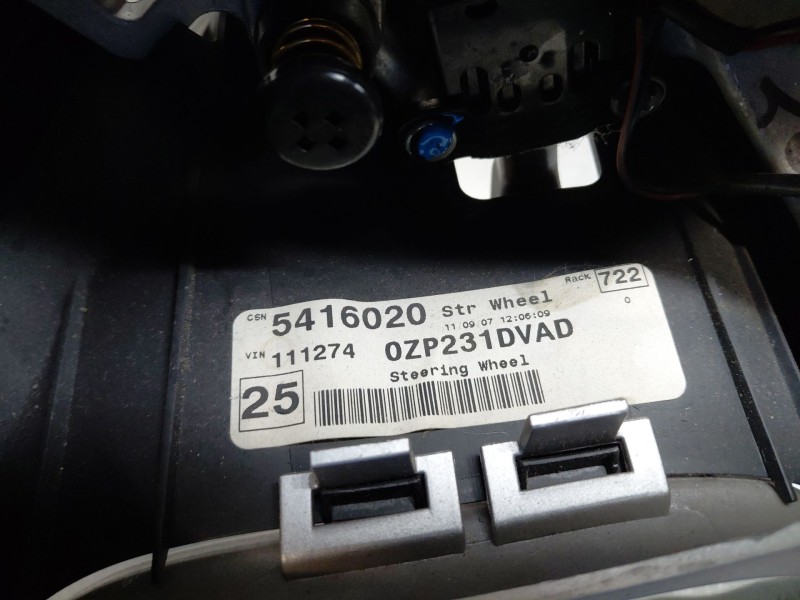 Rack 722
CSN 5416020 Str Wheel
11/09/07 12:06:09
0
VIN 111274 0ZP231DVAD
Steering Wheel
25